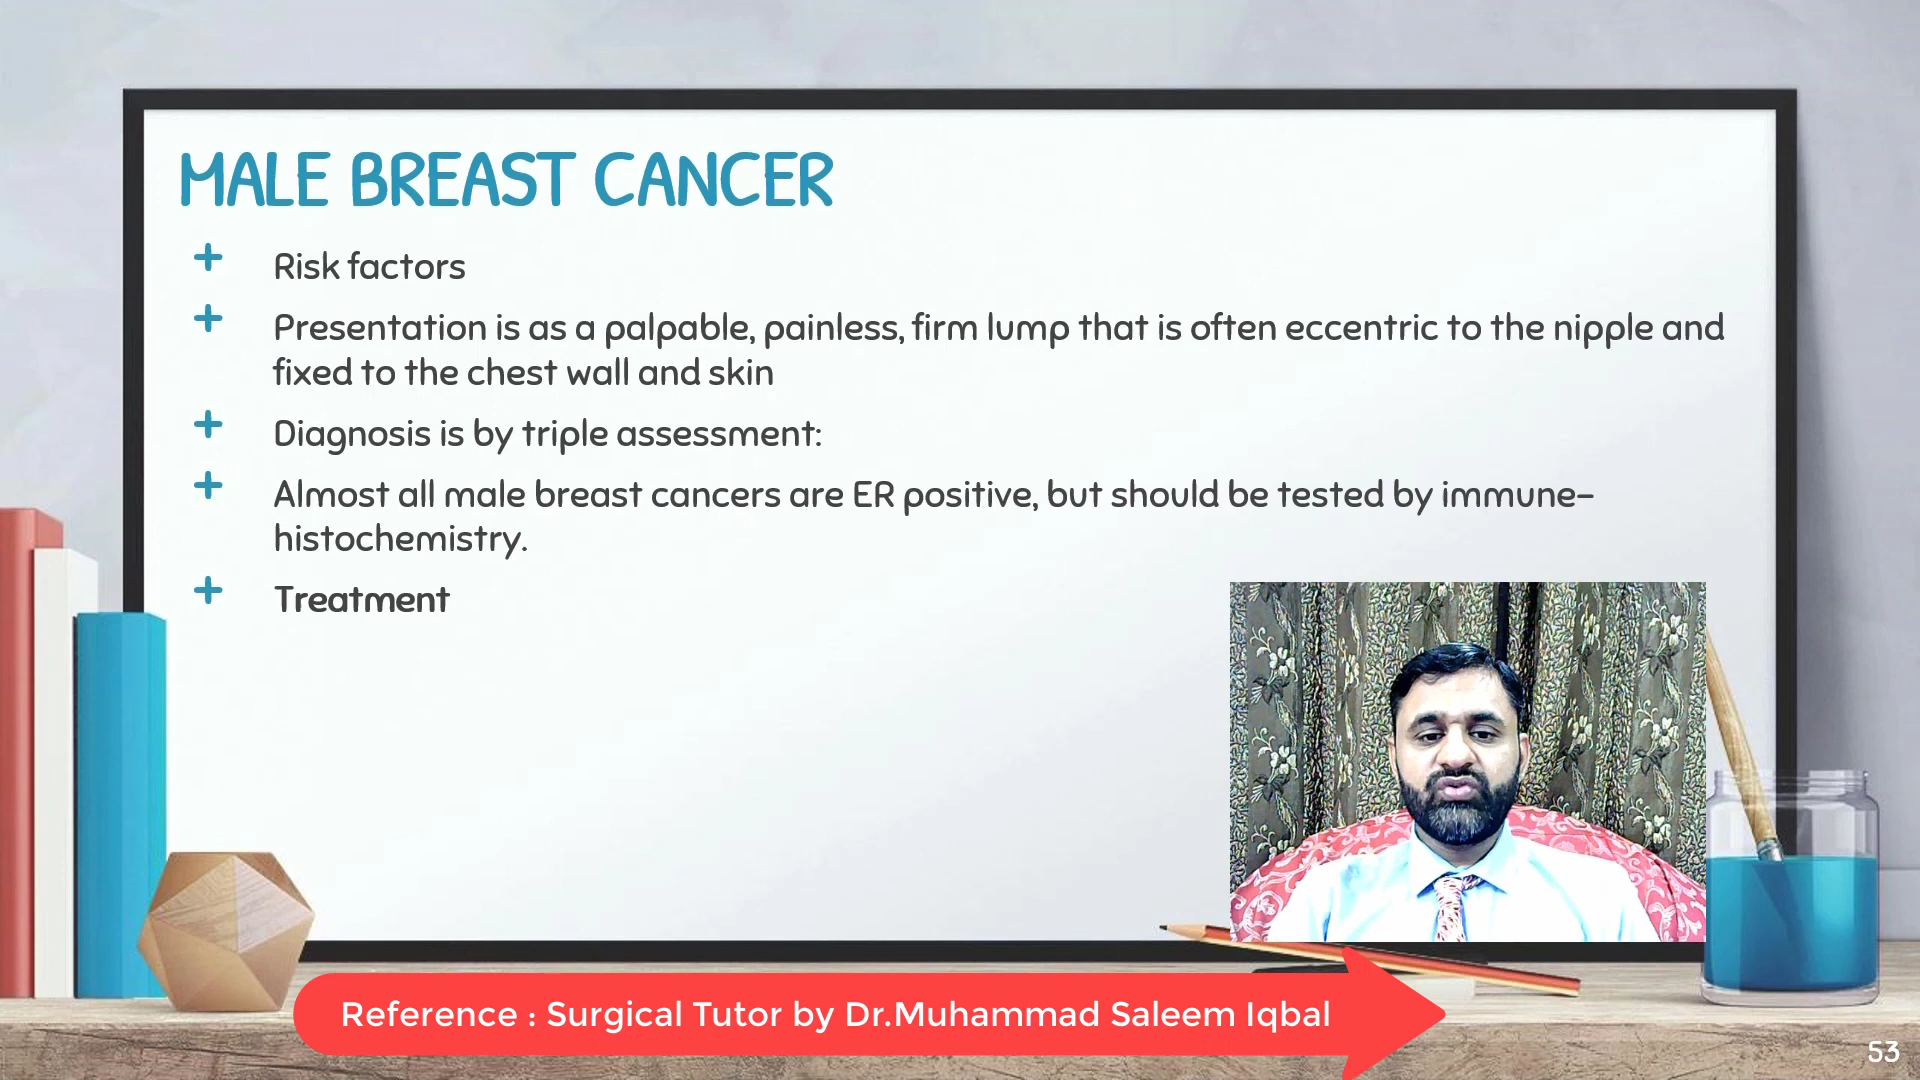 MALE BREAST CANCER
+ Risk factors
+ Presentation is as a palpable, painless, firm lump that is often eccentric to the nipple and
fixed to the chest wall and skin
+ Diagnosis is by triple assessment:
+ Almost all male breast cancers are ER positive, but should be tested by immune-
histochemistry.
+ Treatment
Reference : Surgical Tutor by Dr.Muhammad Saleem Iqbal
53